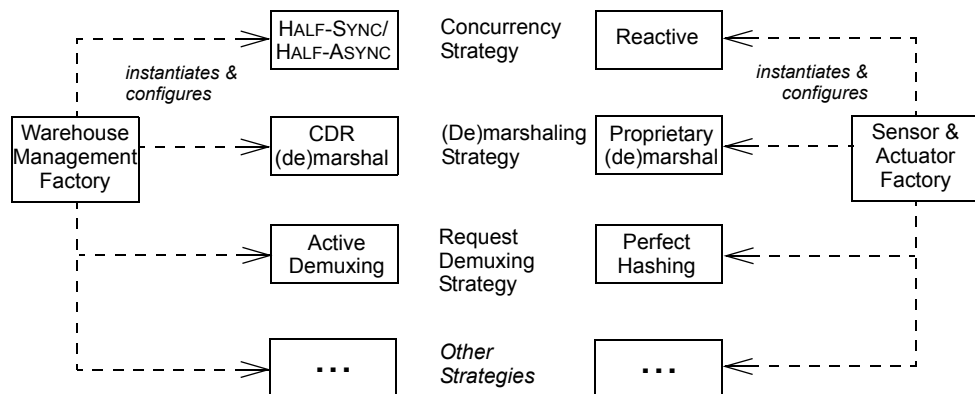 HALF-SYNC/
HALF-ASYNC
Concurrency
Strategy
Reactive
instantiates &
configures
instantiates &
configures
Warehouse
Management
Factory
CDR
(de)marshal
(De)marshaling
Strategy
Proprietary
(de)marshal
Sensor &
Actuator
Factory
Active
Demuxing
Request
Demuxing
Strategy
Perfect
Hashing
...
Other
Strategies
...